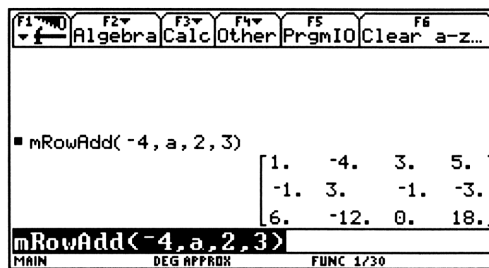 F1 F2 Algebra F3 Calc F4 Other F5 PrgmIO F6 Clear a-z…
■ mRowAdd(⁻4, a, 2, 3)
[1. -4. 3. 5.
-1. 3. -1. -3.
6. -12. 0. 18.
mRowAdd(⁻4,a,2,3)
MAIN DEG APPROX FUNC 1/30